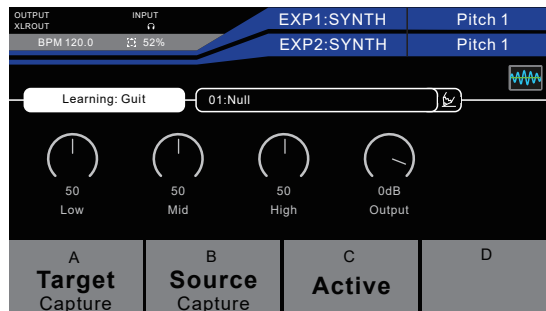 OUTPUT
XLROUT
INPUT
BPM 120.0
52%
EXP1:SYNTH
Pitch 1
EXP2:SYNTH
Pitch 1
Learning: Guit
01:Null
50
50
50
0dB
Low
Mid
High
Output
A
Target
Capture
B
Source
Capture
C
Active
D